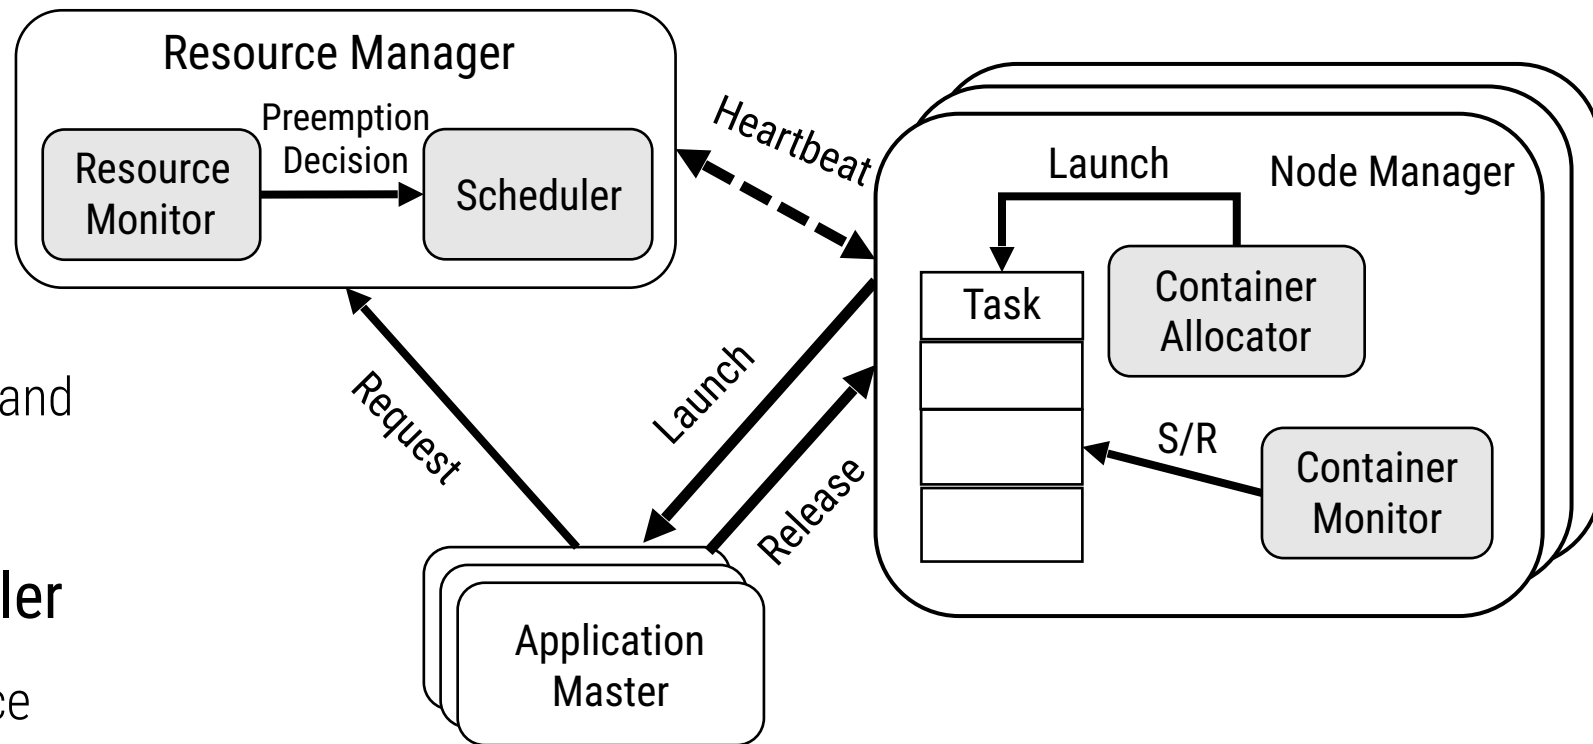 Resource Manager
Preemption
Decision
Resource
Monitor
Scheduler
Heartbeat
Launch
Node Manager
Task
Container
Allocator
S/R
Container
Monitor
Request
Launch
Release
Application
Master
and
ler
ce